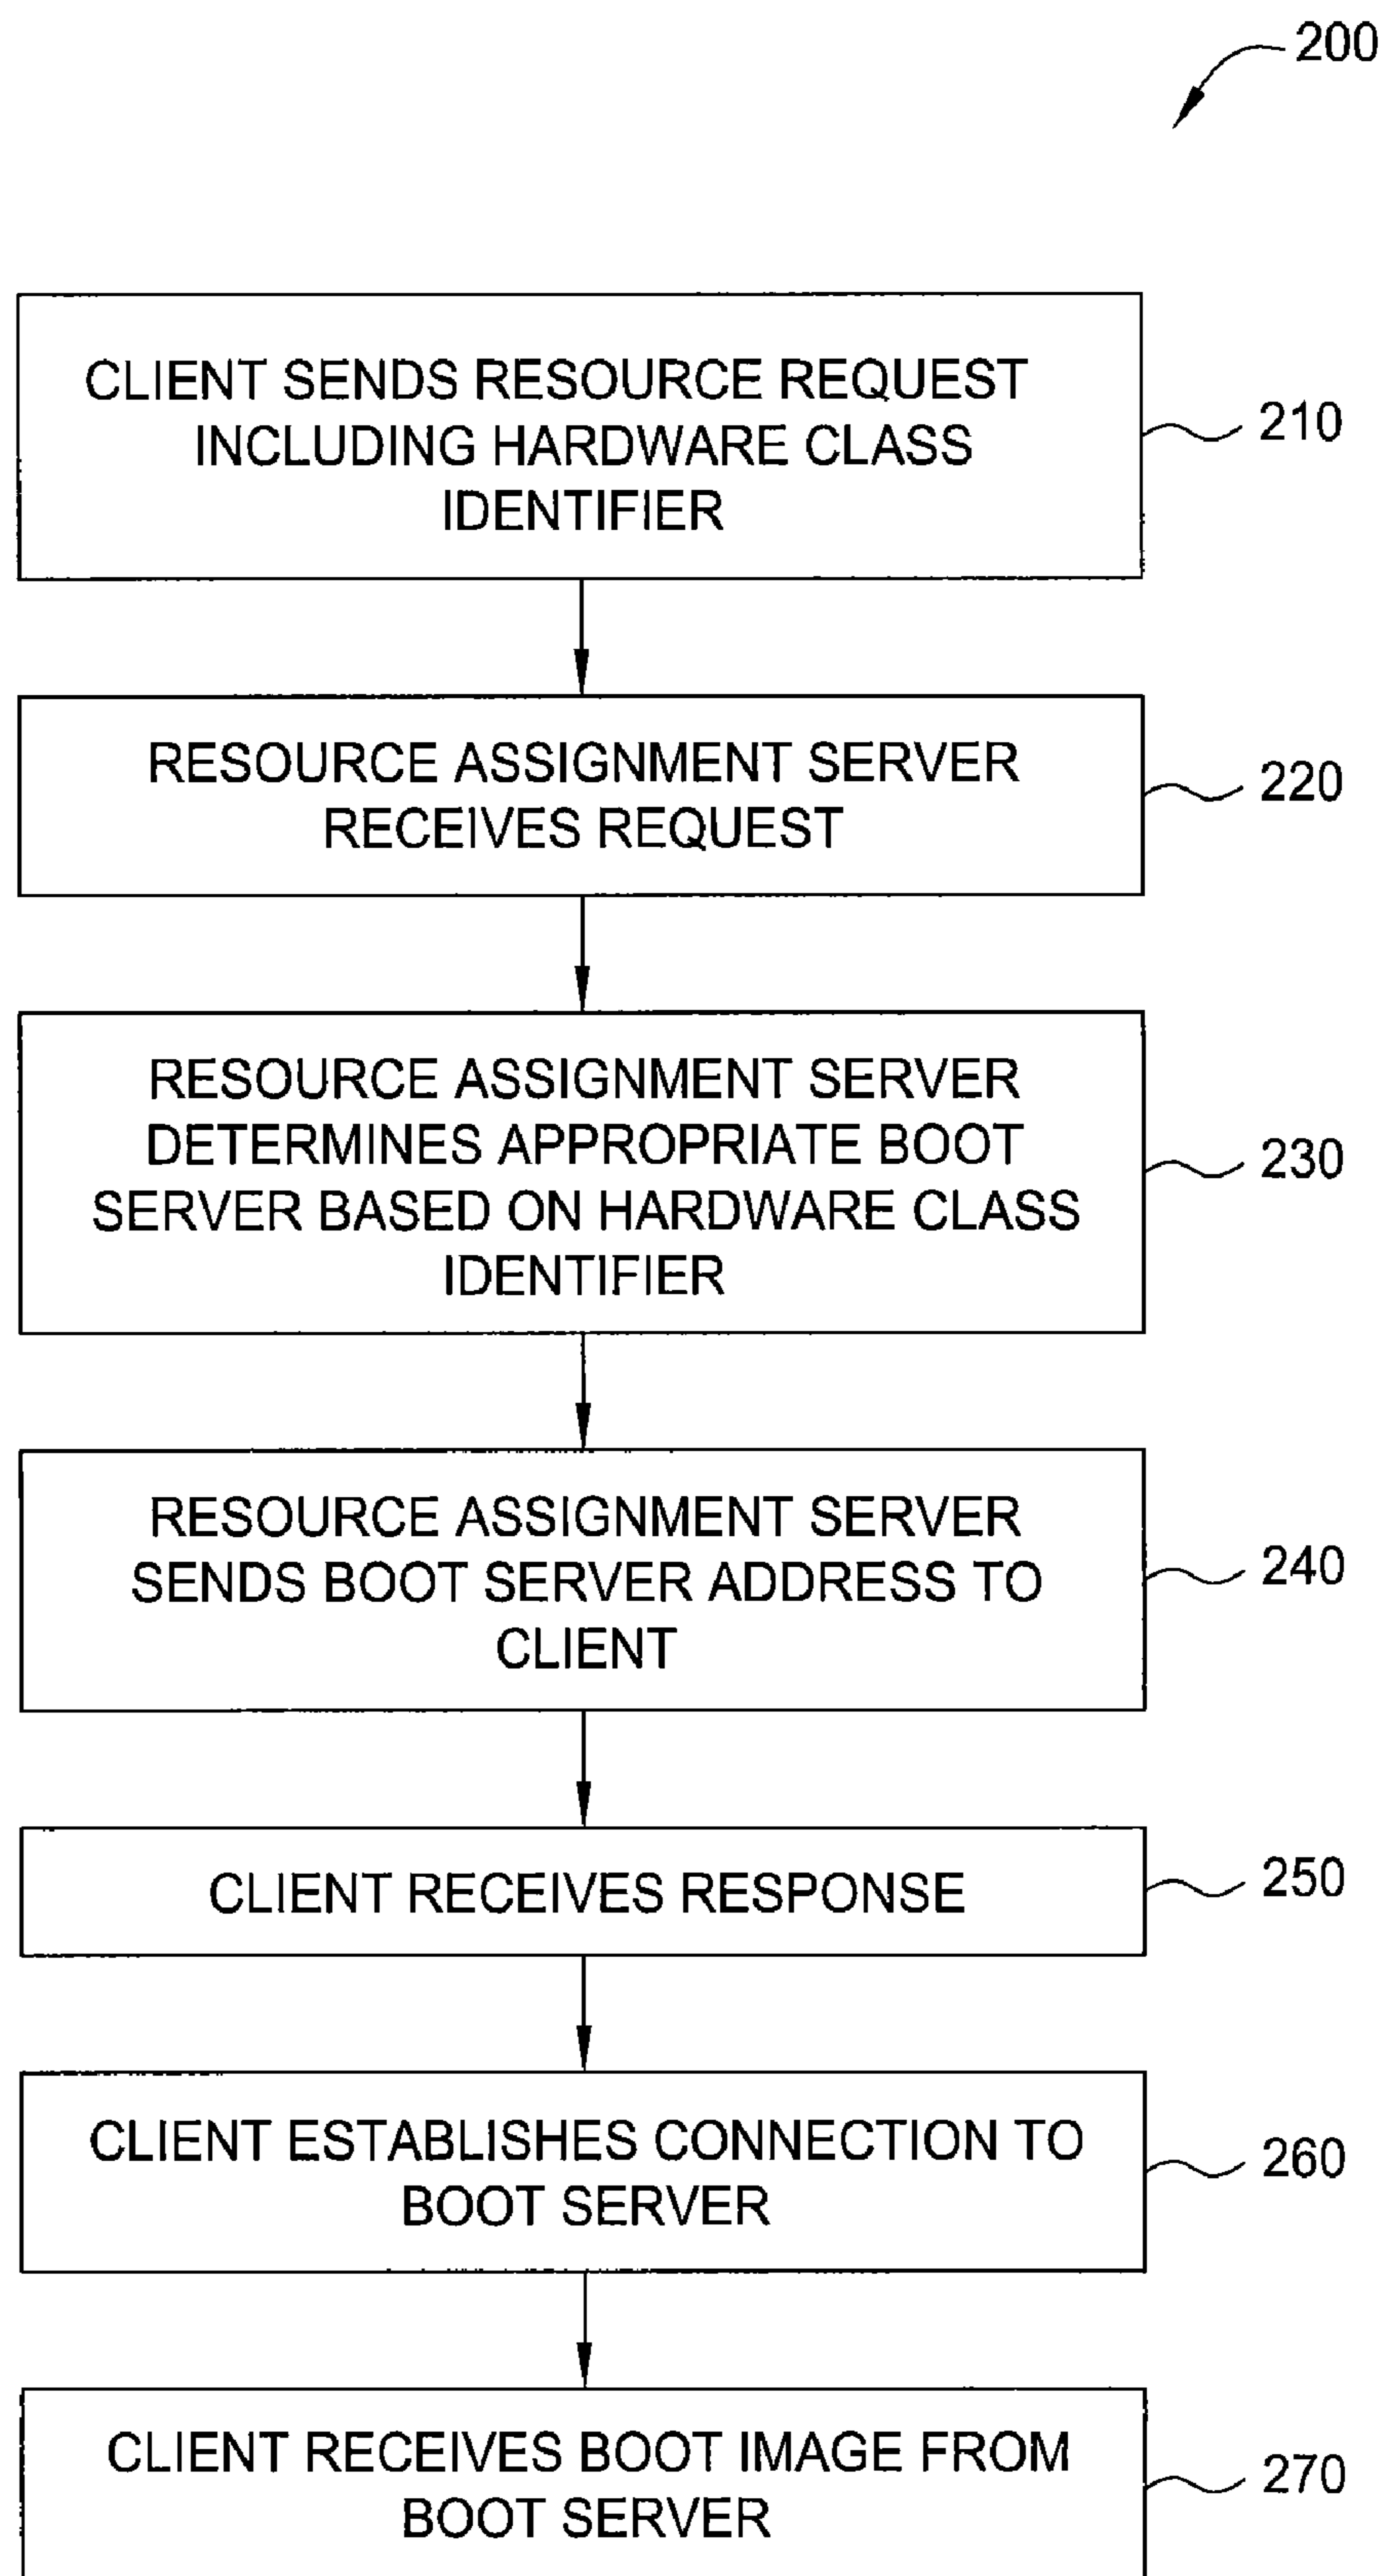 200
CLIENT SENDS RESOURCE REQUEST
INCLUDING HARDWARE CLASS
IDENTIFIER
210
RESOURCE ASSIGNMENT SERVER
RECEIVES REQUEST
220
RESOURCE ASSIGNMENT SERVER
DETERMINES APPROPRIATE BOOT
SERVER BASED ON HARDWARE CLASS
IDENTIFIER
230
RESOURCE ASSIGNMENT SERVER
SENDS BOOT SERVER ADDRESS TO
CLIENT
240
CLIENT RECEIVES RESPONSE
250
CLIENT ESTABLISHES CONNECTION TO
BOOT SERVER
260
CLIENT RECEIVES BOOT IMAGE FROM
BOOT SERVER
270